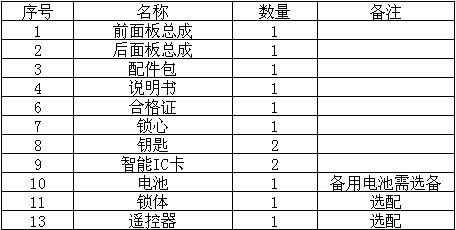 序号 名称 数量 备注
1 前面板总成 1
2 后面板总成 1
3 配件包 1
4 说明书 1
6 合格证 1
7 锁心 1
8 钥匙 2
9 智能IC卡 2
10 电池 1 备用电池需选备
11 锁体 1 选配
13 遥控器 1 选配